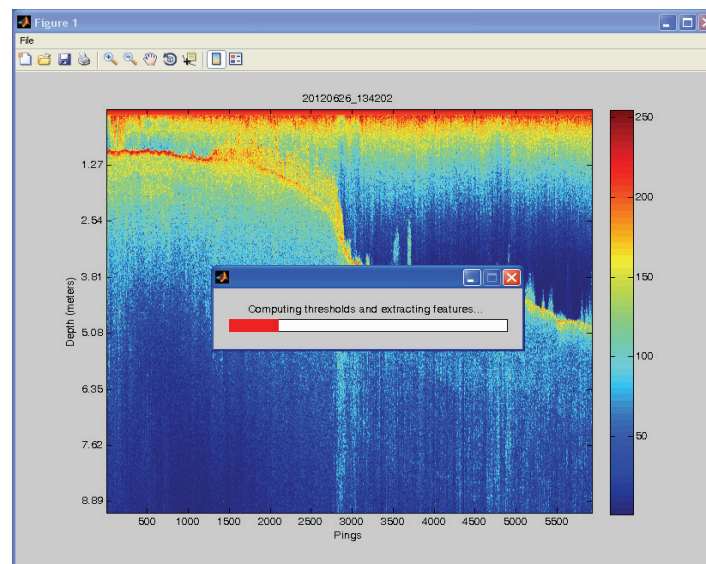 Figure 1
File
20120626_134202
250
200
150
100
50
1.27
2.54
3.81
5.08
6.35
7.62
8.89
Depth (meters)
Computing thresholds and extracting features...
500 1000 1500 2000 2500 3000 3500 4000 4500 5000 5500
Pings